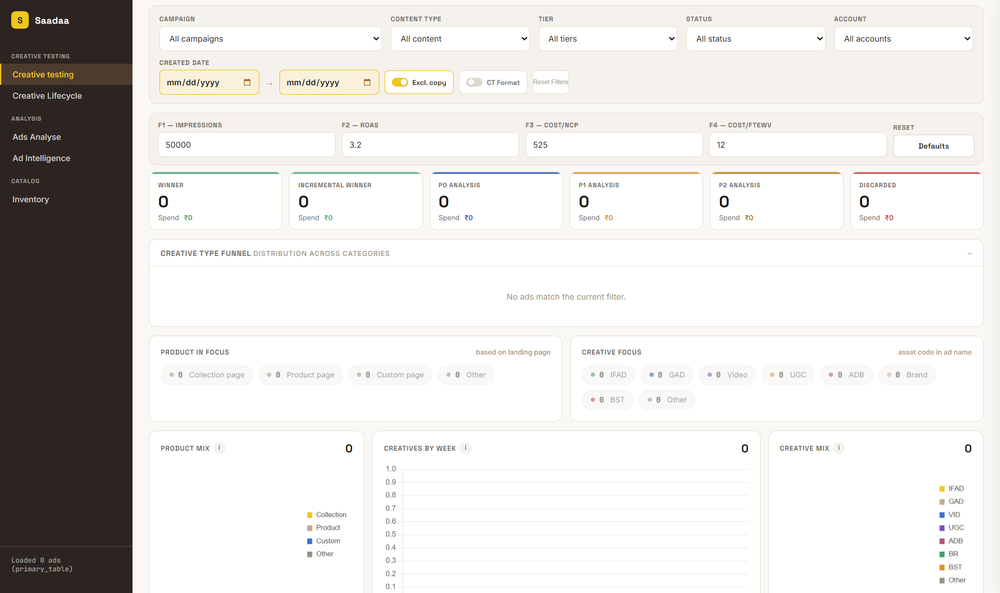 S
Saadaa
CREATIVE TESTING
Creative testing
Creative Lifecycle
ANALYSIS
Ads Analyse
Ad Intelligence
CATALOG
Inventory
Loaded 0 ads
(primary_table)
CAMPAIGN
All campaigns
CONTENT TYPE
All content
TIER
All tiers
STATUS
All status
ACCOUNT
All accounts
CREATED DATE
mm/dd/yyyy → mm/dd/yyyy
Excl. copy
CT Format
Reset Filters
F1 — IMPRESSIONS
50000
F2 — ROAS
3.2
F3 — COST/NCP
525
F4 — COST/FTEWV
12
RESET
Defaults
WINNER
0
Spend ₹0
INCREMENTAL WINNER
0
Spend ₹0
P0 ANALYSIS
0
Spend ₹0
P1 ANALYSIS
0
Spend ₹0
P2 ANALYSIS
0
Spend ₹0
DISCARDED
0
Spend ₹0
CREATIVE TYPE FUNNEL DISTRIBUTION ACROSS CATEGORIES –
No ads match the current filter.
PRODUCT IN FOCUS
based on landing page
0 Collection page
0 Product page
0 Custom page
0 Other
CREATIVE FOCUS
asset code in ad name
0 IFAD
0 GAD
0 Video
0 UGC
0 ADB
0 Brand
0 BST
0 Other
PRODUCT MIX i 0
Collection
Product
Custom
Other
CREATIVES BY WEEK i 0
1.0
0.9
0.8
0.7
0.6
0.5
0.4
0.3
0.2
0.1
CREATIVE MIX i 0
IFAD
GAD
VID
UGC
ADB
BR
BST
Other